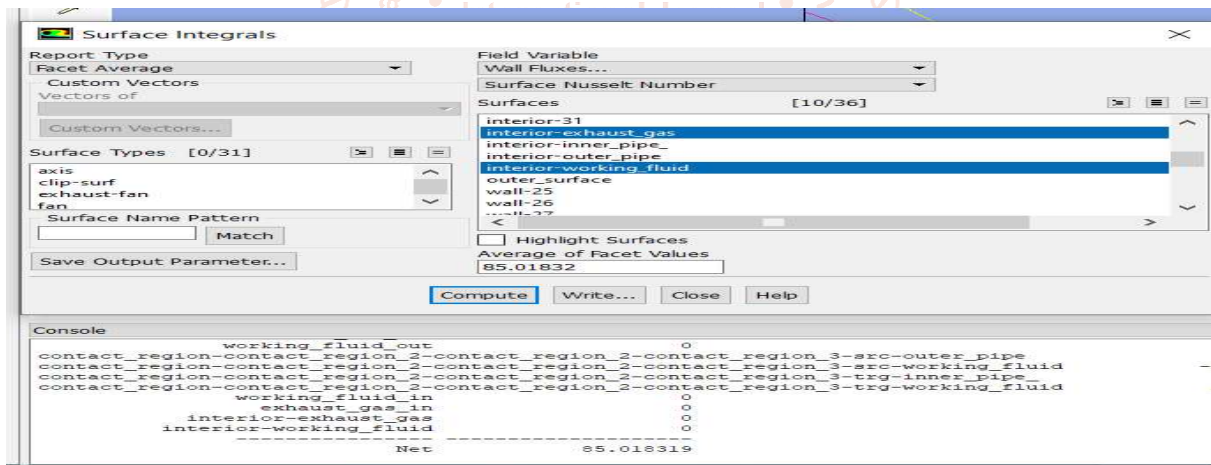 Surface Integrals
Report Type
Facet Average
Custom Vectors
Vectors of
Custom Vectors...
Surface Types [0/31]
axis
clip-surf
exhaust-fan
fan
Surface Name Pattern
Match
Save Output Parameter...
Field Variable
Wall Fluxes...
Surface Nusselt Number
Surfaces [10/36]
interior-31
interior-exhaust_gas
interior-inner_pipe_
interior-outer_pipe
interior-working_fluid
outer_surface
wall-25
wall-26
wall-27
Highlight Surfaces
Average of Facet Values
85.01832
Compute Write... Close Help
Console
working_fluid_out 0
contact_region-contact_region_2-contact_region_2-contact_region_3-src-outer_pipe
contact_region-contact_region_2-contact_region_2-contact_region_3-src-working_fluid -
contact_region-contact_region_2-contact_region_2-contact_region_3-trg-inner_pipe_
contact_region-contact_region_2-contact_region_2-contact_region_3-trg-working_fluid
working_fluid_in 0
exhaust_gas_in 0
interior-exhaust_gas 0
interior-working_fluid 0
---------------- --------------------
Net 85.018319